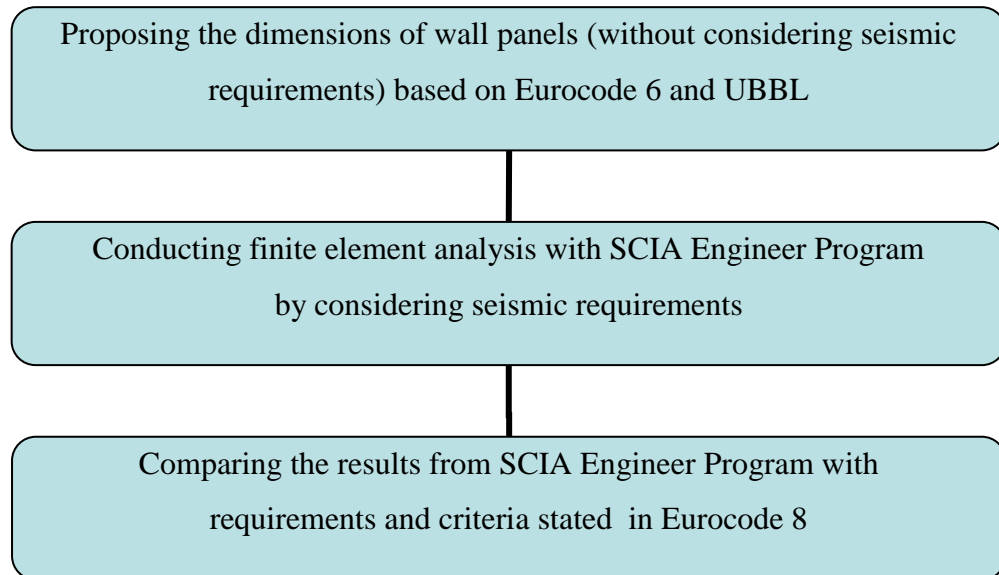 Proposing the dimensions of wall panels (without considering seismic
requirements) based on Eurocode 6 and UBBL
Conducting finite element analysis with SCIA Engineer Program
by considering seismic requirements
Comparing the results from SCIA Engineer Program with
requirements and criteria stated in Eurocode 8